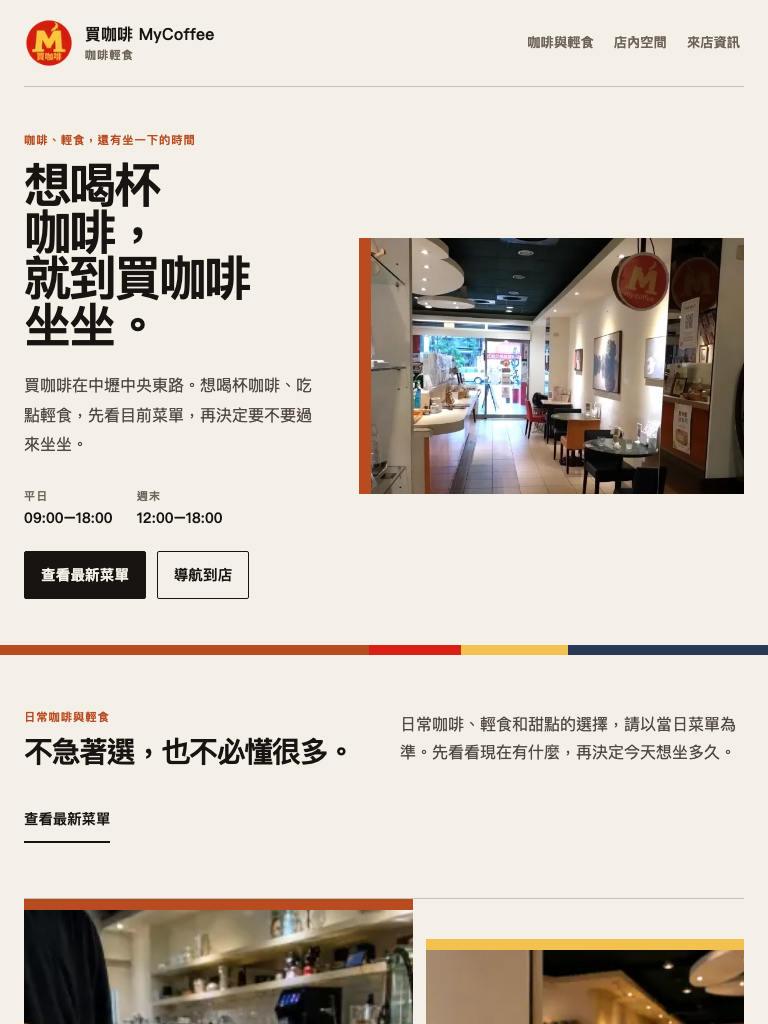 買咖啡 MyCoffee
咖啡輕食
咖啡與輕食 店內空間 來店資訊
咖啡、輕食，還有坐一下的時間
想喝杯
咖啡，
就到買咖啡
坐坐。
買咖啡在中壢中央東路。想喝杯咖啡、吃
點輕食，先看目前菜單，再決定要不要過
來坐坐。
平日 週末
09:00–18:00 12:00–18:00
查看最新菜單 導航到店
日常咖啡與輕食
不急著選，也不必懂很多。
日常咖啡、輕食和甜點的選擇，請以當日菜單為
準。先看看現在有什麼，再決定今天想坐多久。
查看最新菜單
M
買咖啡
M
my coffee